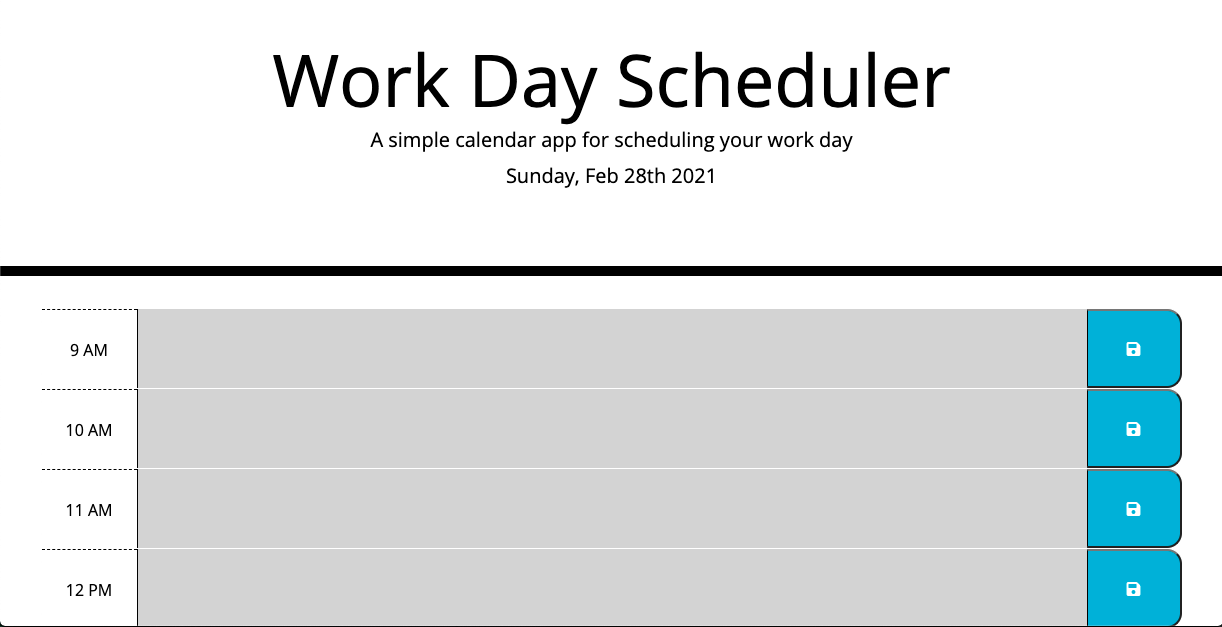 Work Day Scheduler
A simple calendar app for scheduling your work day
Sunday, Feb 28th 2021
9 AM
10 AM
11 AM
12 PM